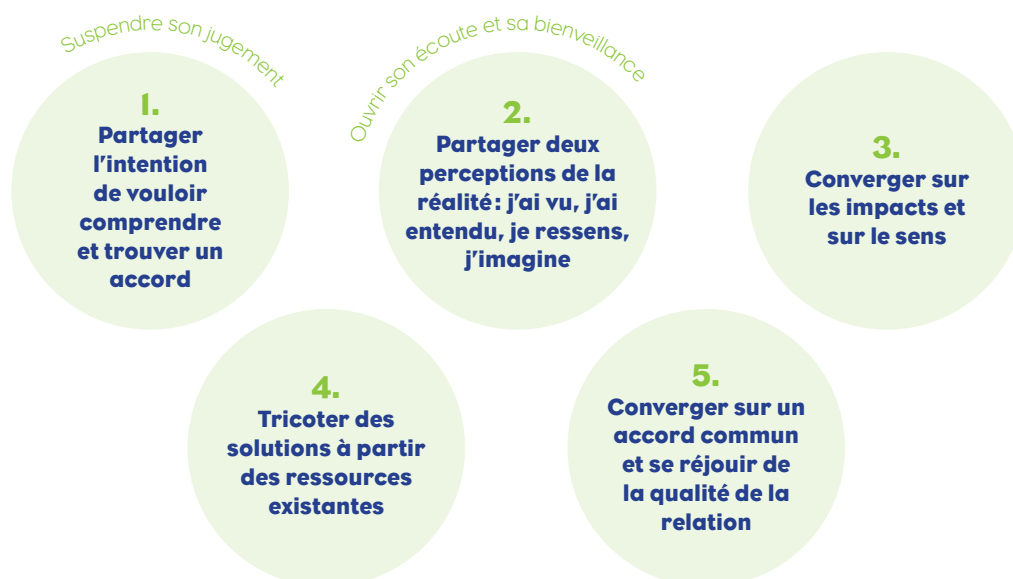 Suspendre son jugement
1.
Partager
l'intention
de vouloir
comprendre
et trouver un
accord
Ouvrir son écoute et sa bienveillance
2.
Partager deux
perceptions de la
réalité : j'ai vu, j'ai
entendu, je ressens,
j'imagine
3.
Converger sur
les impacts et
sur le sens
4.
Tricoter des
solutions à partir
des ressources
existantes
5.
Converger sur un
accord commun
et se réjouir de
la qualité de la
relation